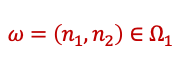 ω = (n₁, n₂) ∈ Ω₁